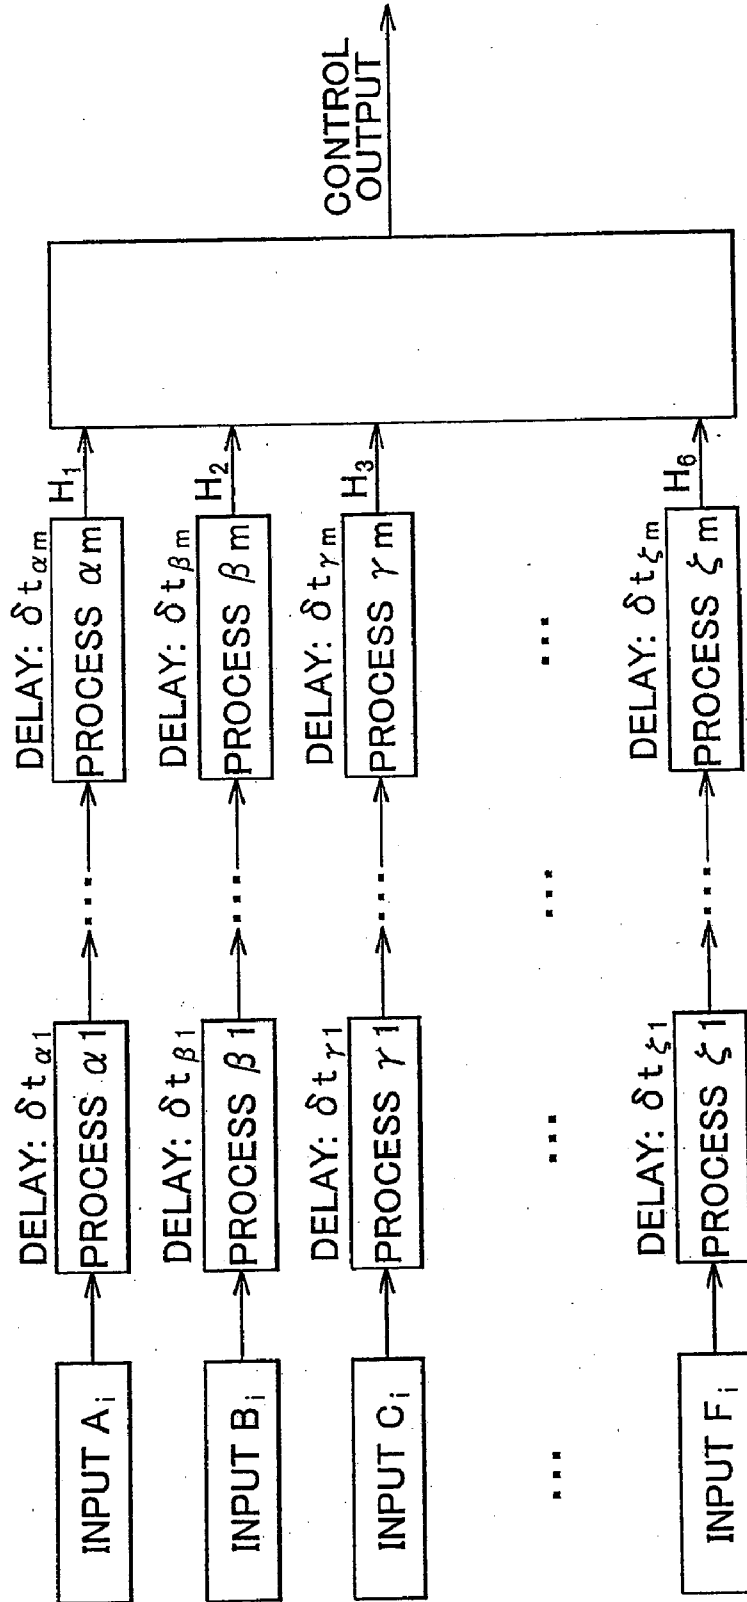 INPUT Ai
DELAY: δtα1
PROCESS α1
...
DELAY: δtαm
PROCESS αm
H1
INPUT Bi
DELAY: δtβ1
PROCESS β1
...
DELAY: δtβm
PROCESS βm
H2
INPUT Ci
DELAY: δtγ1
PROCESS γ1
...
DELAY: δtγm
PROCESS γm
H3
...
...
...
...
INPUT Fi
DELAY: δtζ1
PROCESS ζ1
...
DELAY: δtζm
PROCESS ζm
H6
CONTROL
OUTPUT